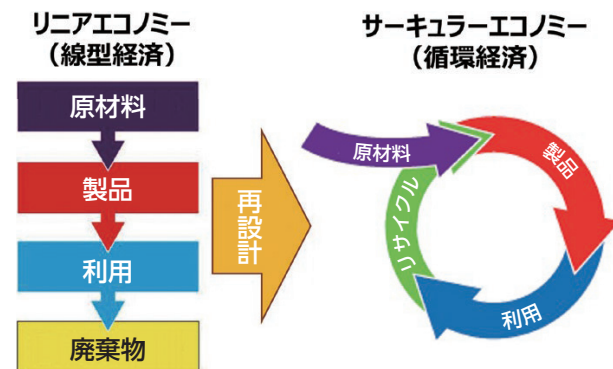 リニアエコノミー
（線型経済）
原材料
製品
利用
廃棄物
再設計
サーキュラーエコノミー
（循環経済）
原材料
製品
利用
リサイクル